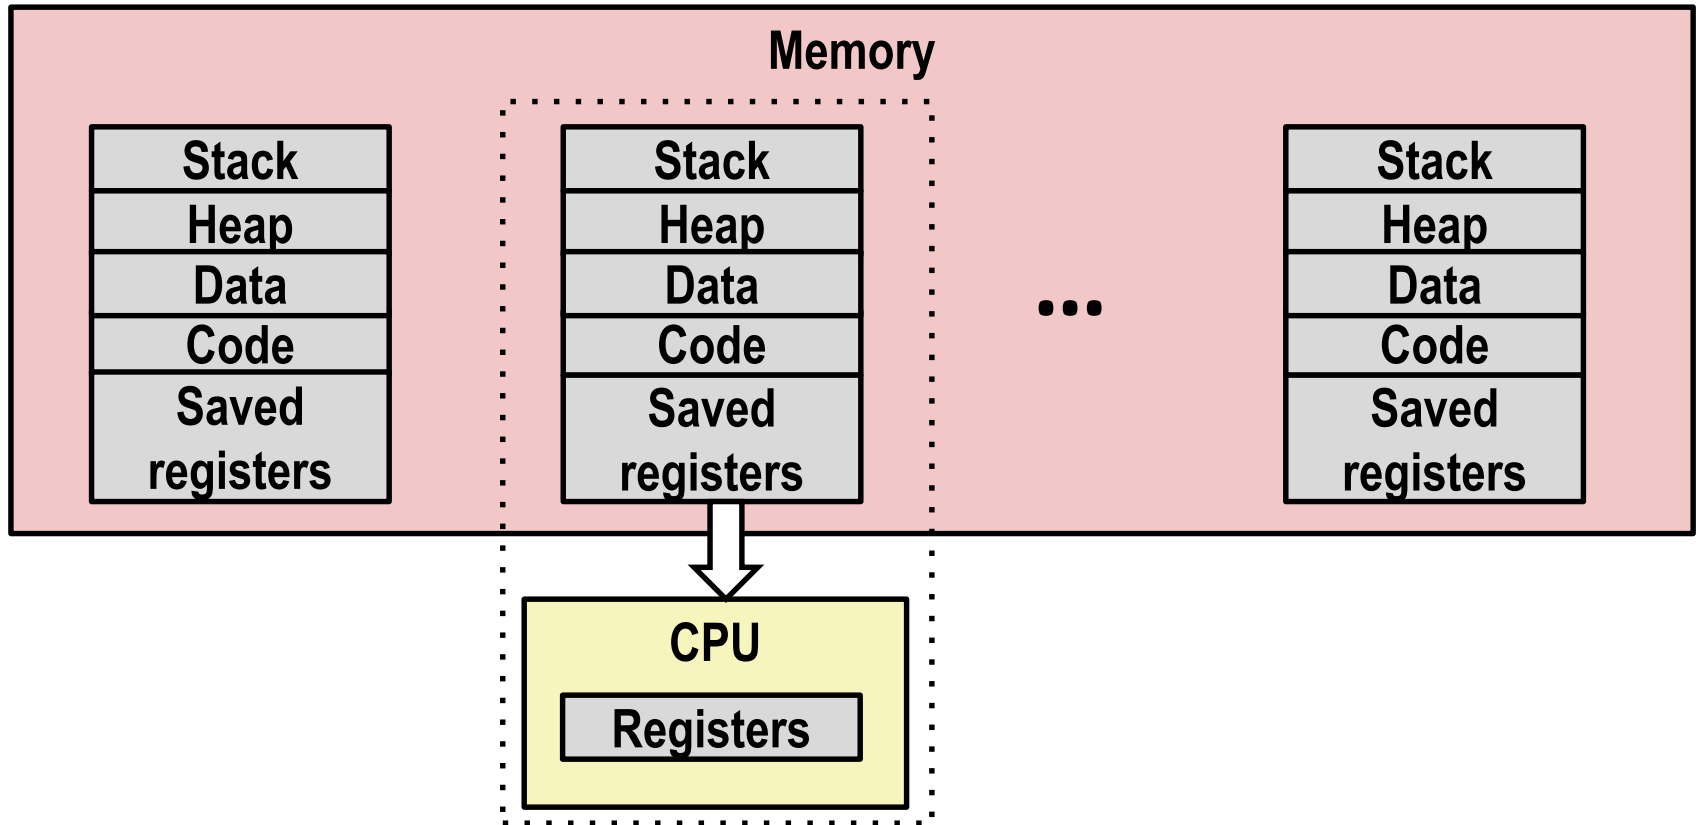 Memory
Stack
Heap
Data
Code
Saved
registers
Stack
Heap
Data
Code
Saved
registers
...
Stack
Heap
Data
Code
Saved
registers
CPU
Registers